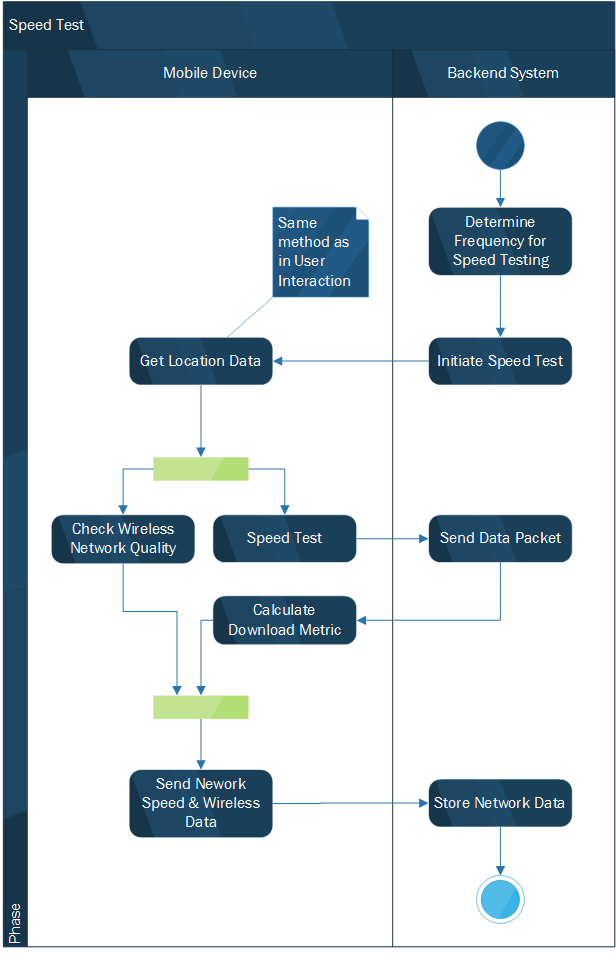 Speed Test
Mobile Device
Backend System
Determine
Frequency for
Speed Testing
Same
method as
in User
Interaction
Get Location Data
Initiate Speed Test
Check Wireless
Network Quality
Speed Test
Send Data Packet
Calculate
Download Metric
Send Nework
Speed & Wireless
Data
Store Network Data
Phase